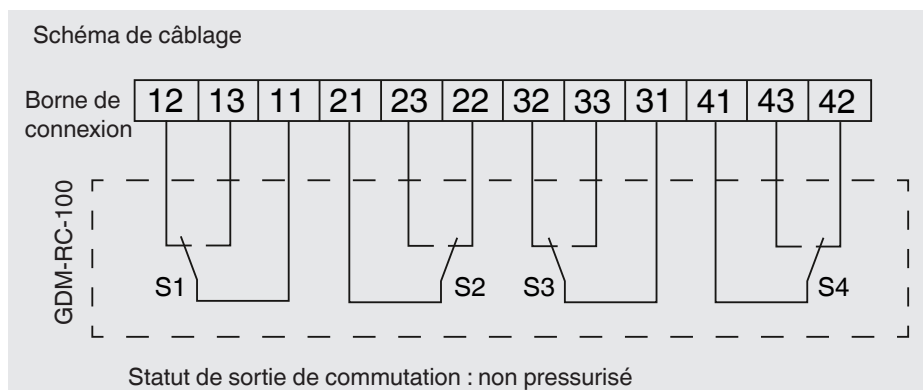 Schéma de câblage
Borne de connexion
12 13 11 21 23 22 32 33 31 41 43 42
GDM-RC-100
S1 S2 S3 S4
Statut de sortie de commutation : non pressurisé